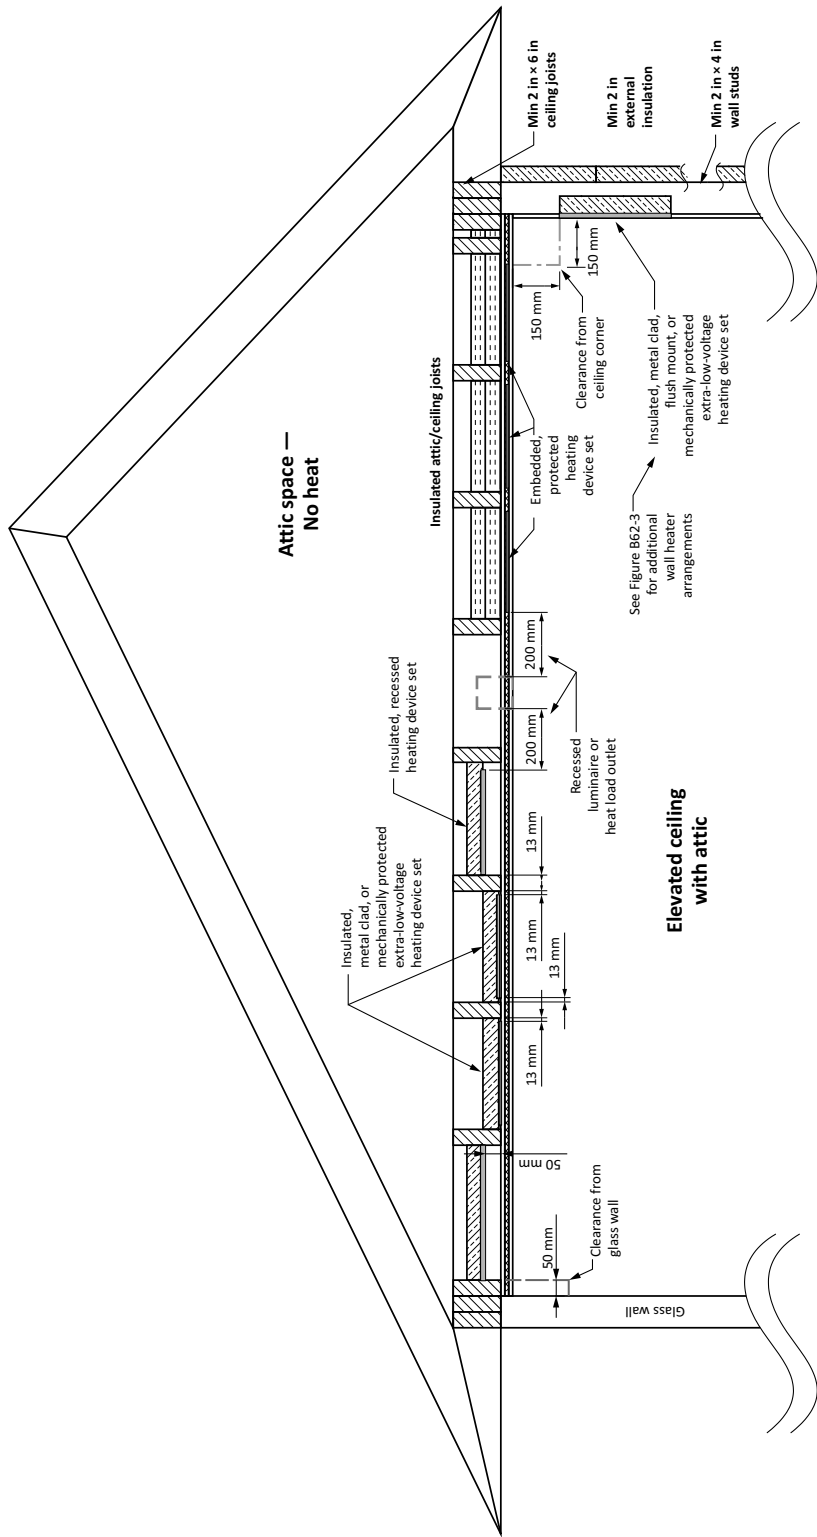 Attic space —
No heat
Insulated,
metal clad, or
mechanically protected
extra-low-voltage
heating device set
Insulated, recessed
heating device set
Insulated attic/ceiling joists
Min 2 in × 6 in
ceiling joists
Min 2 in
external
insulation
Min 2 in × 4 in
wall studs
Glass wall
50 mm
Clearance from
glass wall
50 mm
13 mm
13 mm
13 mm
13 mm
200 mm
200 mm
Recessed
luminaire or
heat load outlet
Embedded,
protected
heating
device set
150 mm
150 mm
Clearance from
ceiling corner
See Figure B62-3
for additional
wall heater
arrangements
Insulated, metal clad,
flush mount, or
mechanically protected
extra-low-voltage
heating device set
Elevated ceiling
with attic